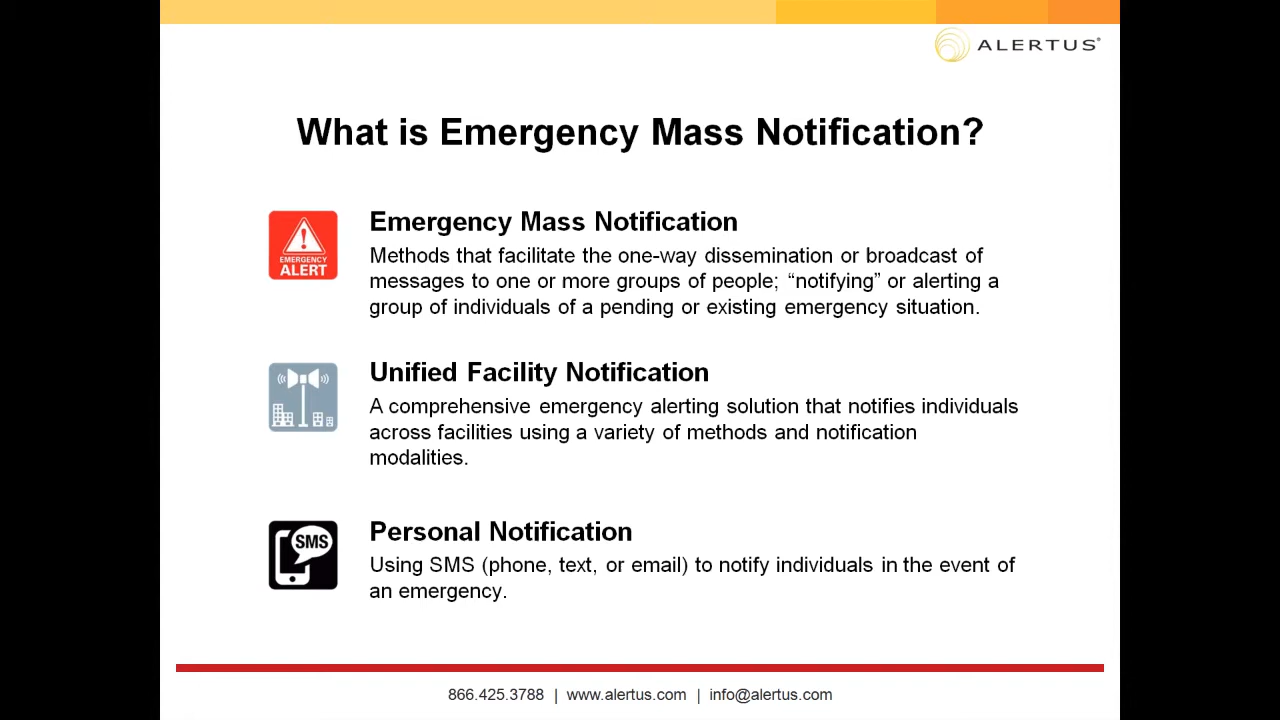 ALERTUS®
What is Emergency Mass Notification?
EMERGENCY
ALERT
Emergency Mass Notification
Methods that facilitate the one-way dissemination or broadcast of
messages to one or more groups of people; “notifying” or alerting a
group of individuals of a pending or existing emergency situation.
Unified Facility Notification
A comprehensive emergency alerting solution that notifies individuals
across facilities using a variety of methods and notification
modalities.
SMS
Personal Notification
Using SMS (phone, text, or email) to notify individuals in the event of
an emergency.
866.425.3788 | www.alertus.com | info@alertus.com